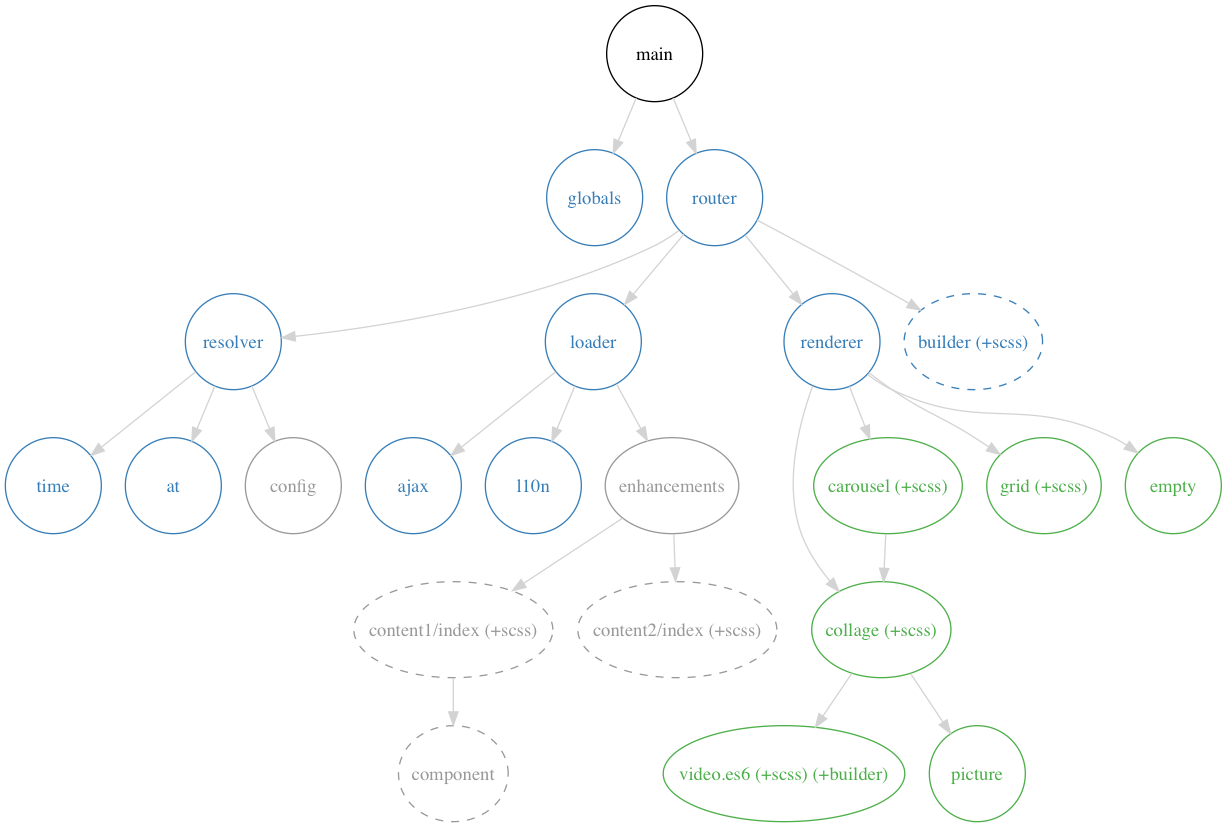 main
globals
router
resolver
loader
renderer
builder (+scss)
time
at
config
ajax
l10n
enhancements
carousel (+scss)
grid (+scss)
empty
content1/index (+scss)
content2/index (+scss)
collage (+scss)
component
video.es6 (+scss) (+builder)
picture